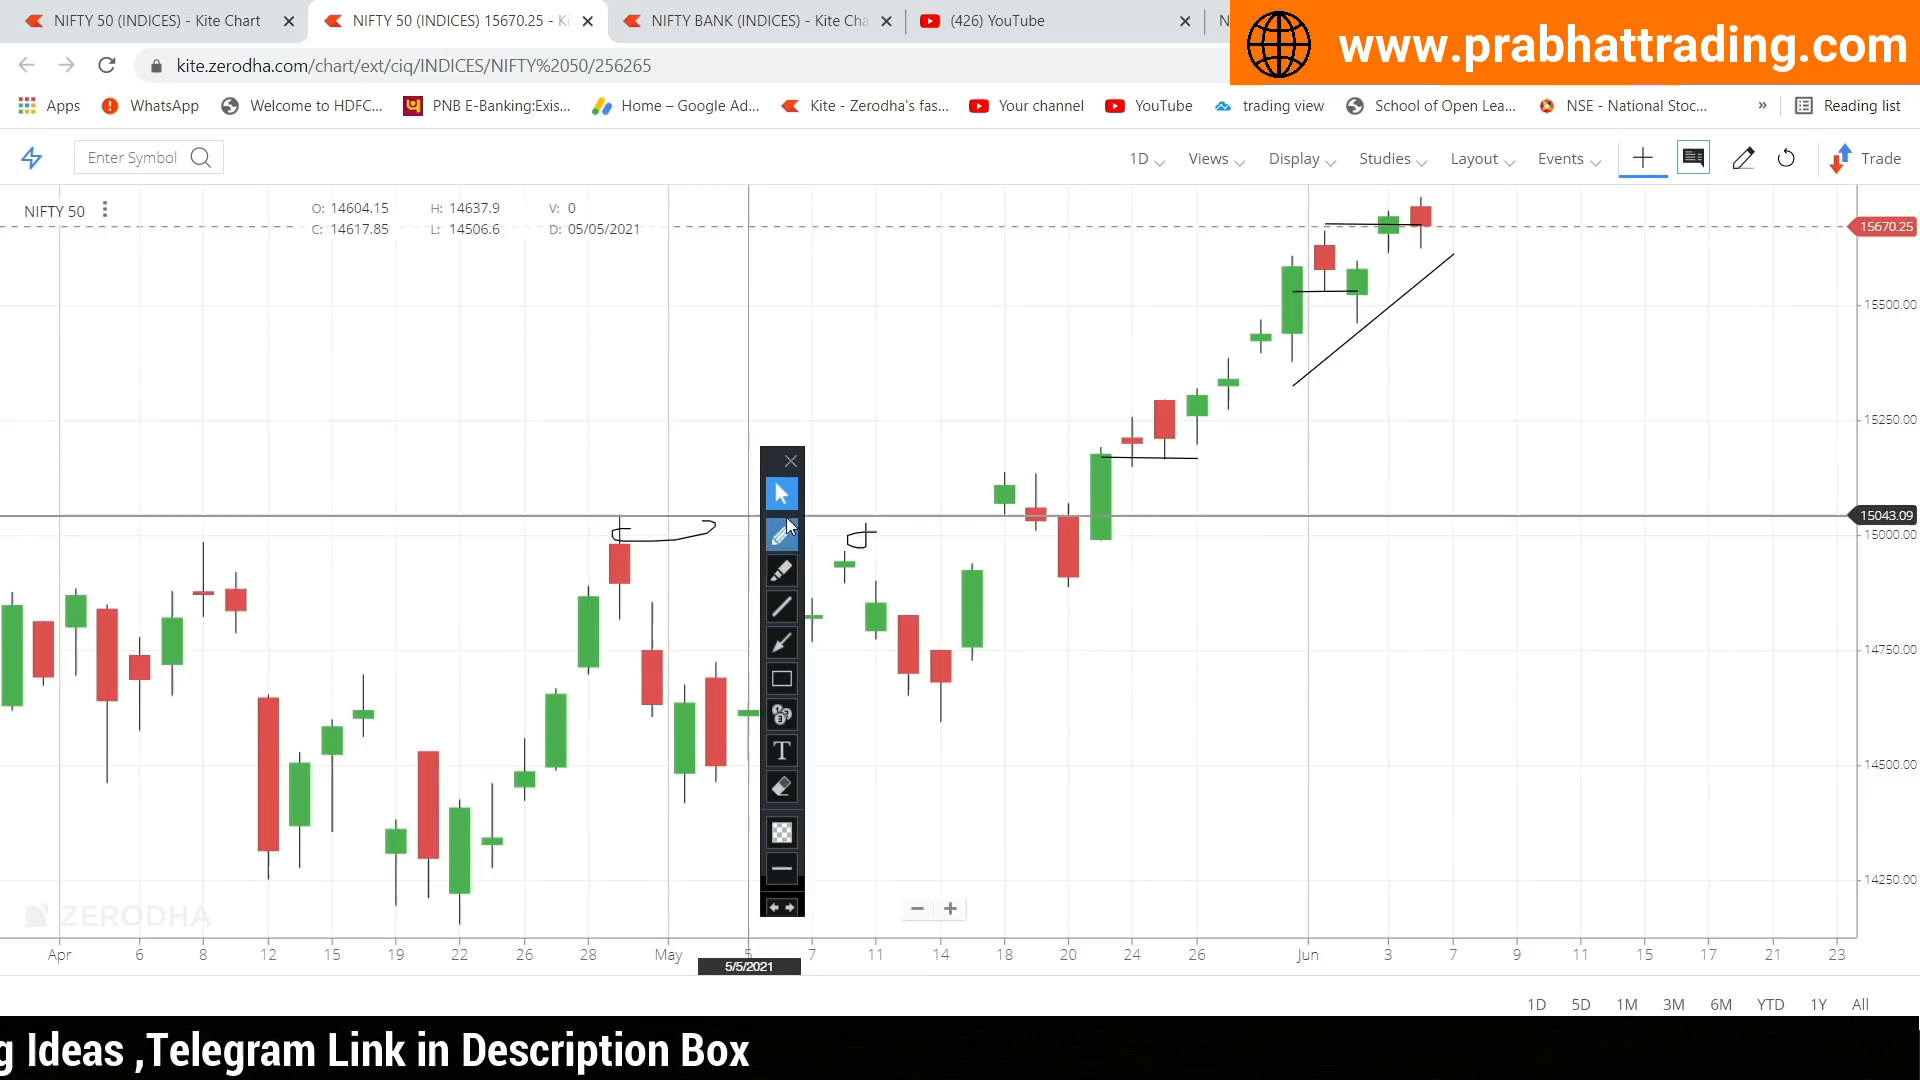 NIFTY 50 (INDICES) - Kite Chart
NIFTY 50 (INDICES) 15670.25 - Ki
NIFTY BANK (INDICES) - Kite Cha
(426) YouTube
N
www.prabhattrading.com
kite.zerodha.com/chart/ext/ciq/INDICES/NIFTY%2050/256265
Apps
WhatsApp
Welcome to HDFC...
PNB E-Banking:Exis...
Home – Google Ad...
Kite - Zerodha's fas...
Your channel
YouTube
trading view
School of Open Lea...
NSE - National Stoc...
»
Reading list
Enter Symbol
1D
Views
Display
Studies
Layout
Events
Trade
NIFTY 50
O: 14604.15 H: 14637.9 V: 0
C: 14617.85 L: 14506.6 D: 05/05/2021
15670.25
15500.00
15250.00
15043.09
15000.00
14750.00
T
14500.00
14250.00
ZERODHA
Apr 6 8 12 15 19 22 26 28 May 5 7 11 14 18 20 24 26 Jun 3 7 9 11 15 17 21 23
5/5/2021
1D 5D 1M 3M 6M YTD 1Y All
g Ideas ,Telegram Link in Description Box